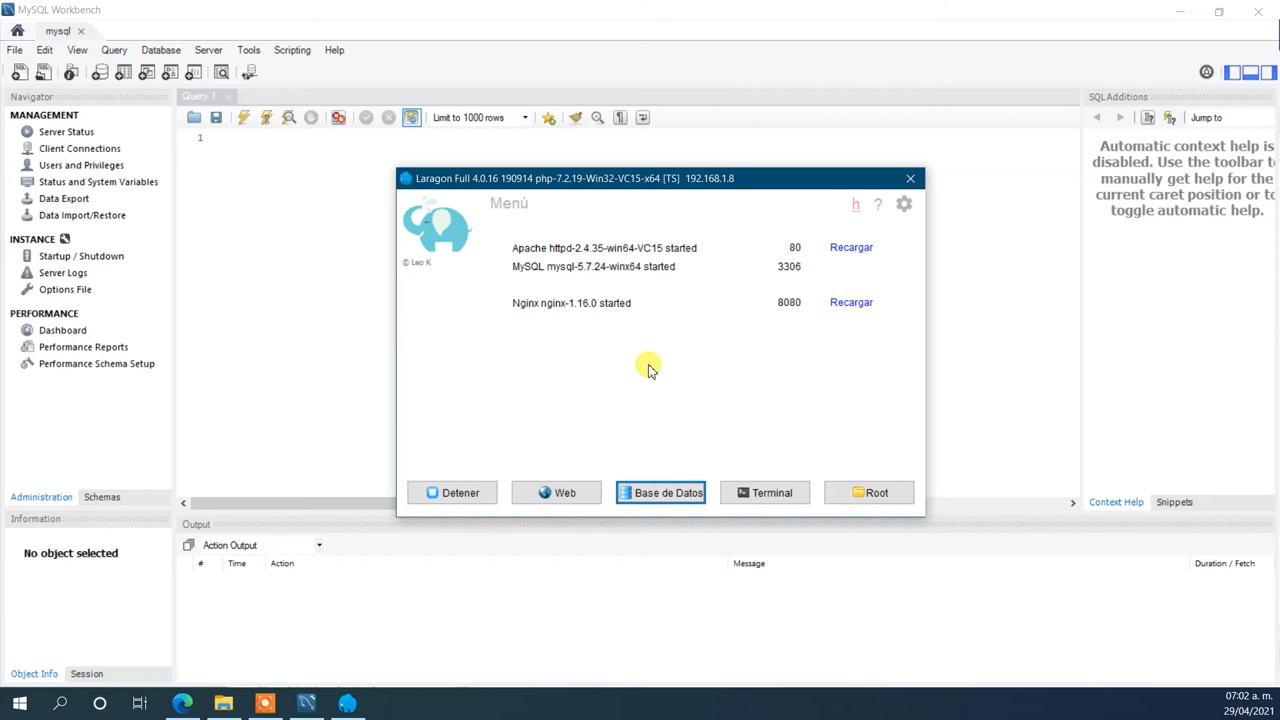 MySQL Workbench
mysql
File Edit View Query Database Server Tools Scripting Help
Navigator
MANAGEMENT
Server Status
Client Connections
Users and Privileges
Status and System Variables
Data Export
Data Import/Restore
INSTANCE
Startup / Shutdown
Server Logs
Options File
PERFORMANCE
Dashboard
Performance Reports
Performance Schema Setup
Administration Schemas
Information
No object selected
Object Info Session
Query 1
Limit to 1000 rows
1
Laragon Full 4.0.16 190914 php-7.2.19-Win32-VC15-x64 [TS] 192.168.1.8
Menú
h ?
© Leo K
Apache httpd-2.4.35-win64-VC15 started 80 Recargar
MySQL mysql-5.7.24-winx64 started 3306
Nginx nginx-1.16.0 started 8080 Recargar
Detener Web Base de Datos Terminal Root
SQLAdditions
Jump to
Automatic context help is
disabled. Use the toolbar to
manually get help for the
current caret position or to
toggle automatic help.
Context Help Snippets
Output
Action Output
# Time Action Message Duration / Fetch
07:02 a. m.
29/04/2021